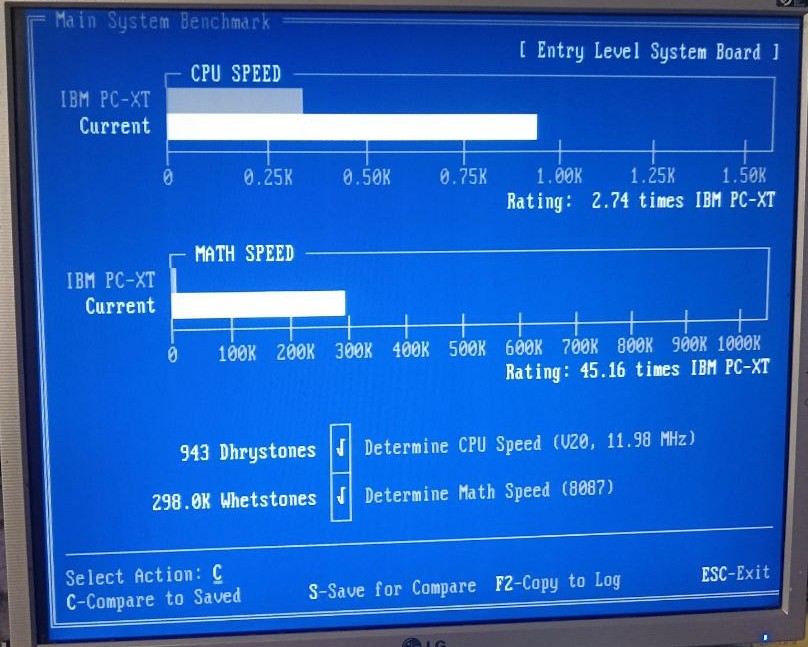 Main System Benchmark
[ Entry Level System Board ]
CPU SPEED
IBM PC-XT
Current
0 0.25K 0.50K 0.75K 1.00K 1.25K 1.50K
Rating: 2.74 times IBM PC-XT
MATH SPEED
IBM PC-XT
Current
0 100K 200K 300K 400K 500K 600K 700K 800K 900K 1000K
Rating: 45.16 times IBM PC-XT
943 Dhrystones √ Determine CPU Speed (V20, 11.98 MHz)
298.0K Whetstones √ Determine Math Speed (8087)
Select Action: C
C-Compare to Saved S-Save for Compare F2-Copy to Log ESC-Exit
LG